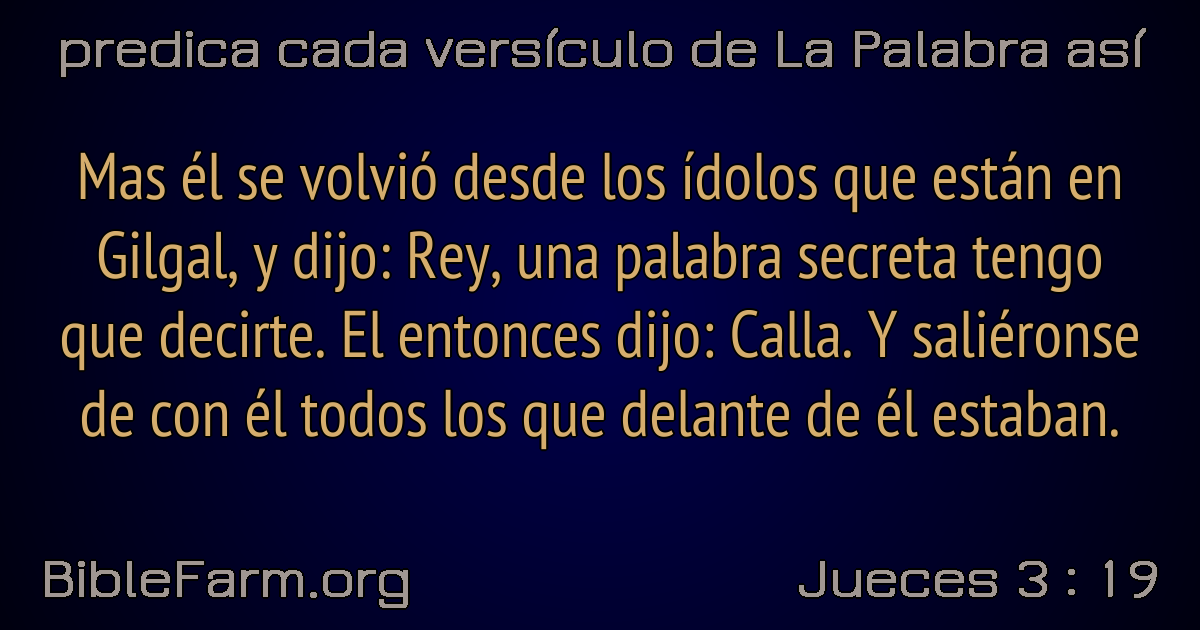 predica cada versículo de La Palabra así
Mas él se volvió desde los ídolos que están en
Gilgal, y dijo: Rey, una palabra secreta tengo
que decirte. El entonces dijo: Calla. Y saliéronse
de con él todos los que delante de él estaban.
BibleFarm.org
Jueces 3 : 19